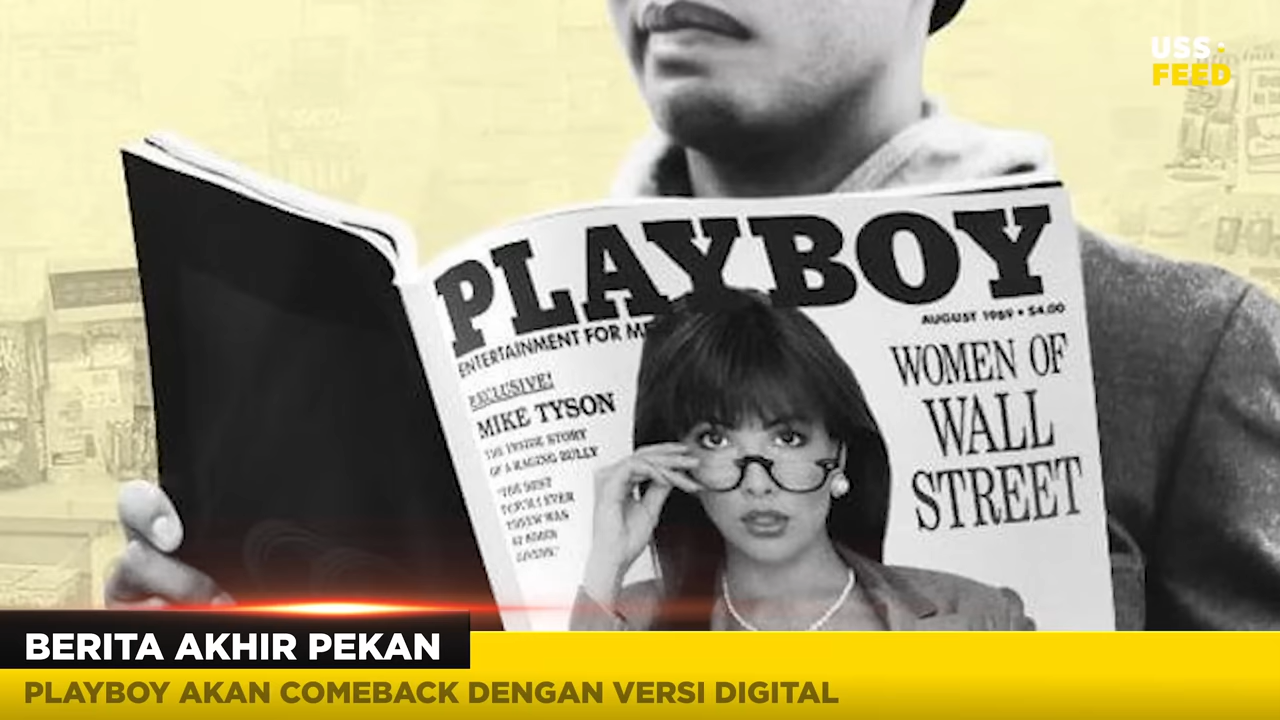 USS:
FEED
PLAYBOY
ENTERTAINMENT FOR
AUGUST 1989 • $4.00
EXCLUSIVE!
MIKE TYSON
THE INSIDE STORY
OF A RAGING BULLY
WOMEN OF
WALL
STREET
BERITA AKHIR PEKAN
PLAYBOY AKAN COMEBACK DENGAN VERSI DIGITAL